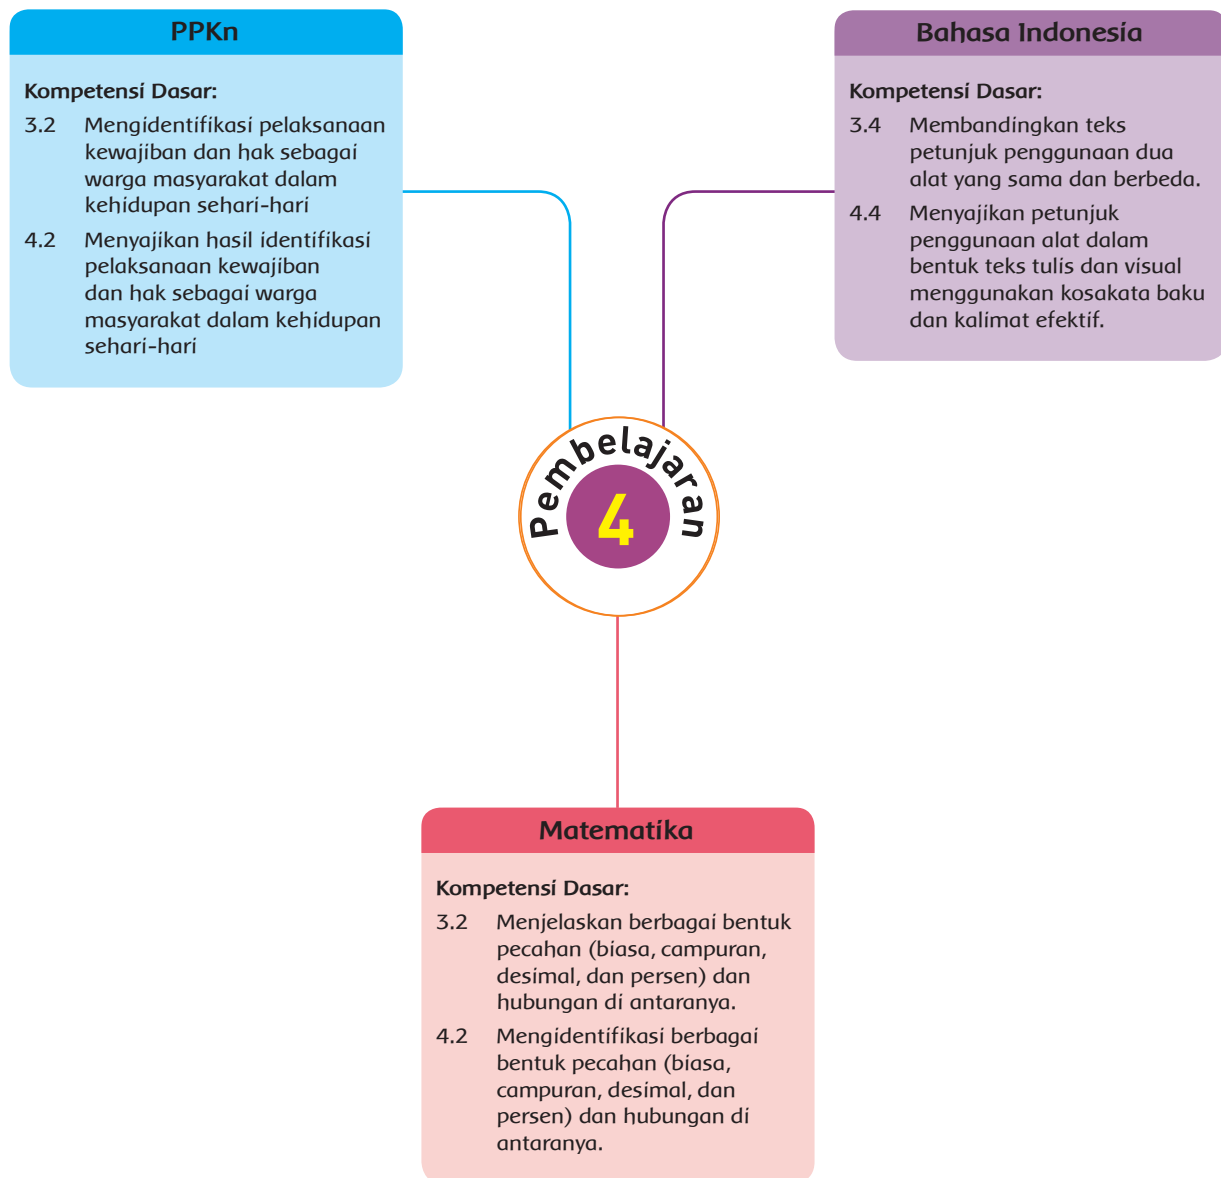 PPKn
Kompetensi Dasar:
3.2 Mengidentifikasi pelaksanaan
kewajiban dan hak sebagai
warga masyarakat dalam
kehidupan sehari-hari
4.2 Menyajikan hasil identifikasi
pelaksanaan kewajiban
dan hak sebagai warga
masyarakat dalam kehidupan
sehari-hari
Bahasa Indonesia
Kompetensi Dasar:
3.4 Membandingkan teks
petunjuk penggunaan dua
alat yang sama dan berbeda.
4.4 Menyajikan petunjuk
penggunaan alat dalam
bentuk teks tulis dan visual
menggunakan kosakata baku
dan kalimat efektif.
Pembelajaran
4
Matematika
Kompetensi Dasar:
3.2 Menjelaskan berbagai bentuk
pecahan (biasa, campuran,
desimal, dan persen) dan
hubungan di antaranya.
4.2 Mengidentifikasi berbagai
bentuk pecahan (biasa,
campuran, desimal, dan
persen) dan hubungan di
antaranya.